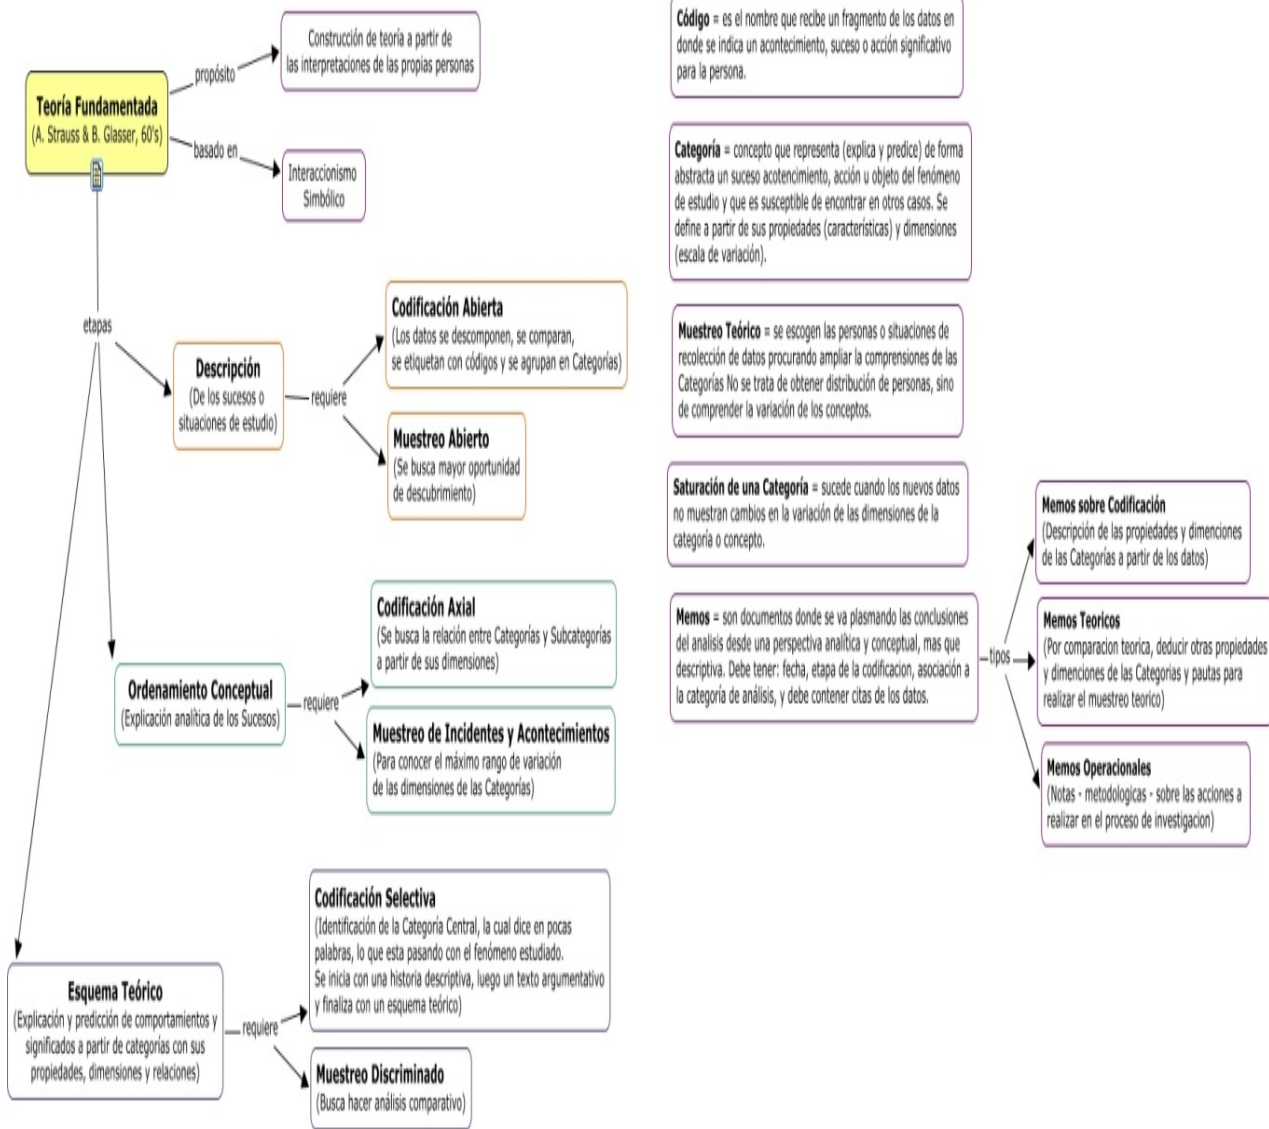 Teoría Fundamentada
(A. Strauss & B. Glasser, 60's)
propósito
Construcción de teoría a partir de
las interpretaciones de las propias personas
basado en
Interaccionismo
Simbólico
etapas
Descripción
(De los sucesos o
situaciones de estudio)
requiere
Codificación Abierta
(Los datos se descomponen, se comparan,
se etiquetan con códigos y se agrupan en Categorías)
Muestreo Abierto
(Se busca mayor oportunidad
de descubrimiento)
Ordenamiento Conceptual
(Explicación analítica de los Sucesos)
requiere
Codificación Axial
(Se busca la relación entre Categorías y Subcategorías
a partir de sus dimensiones)
Muestreo de Incidentes y Acontecimientos
(Para conocer el máximo rango de variación
de las dimensiones de las Categorías)
Esquema Teórico
(Explicación y predicción de comportamientos y
significados a partir de categorías con sus
propiedades, dimensiones y relaciones)
requiere
Codificación Selectiva
(Identificación de la Categoría Central, la cual dice en pocas
palabras, lo que esta pasando con el fenómeno estudiado.
Se inicia con una historia descriptiva, luego un texto argumentativo
y finaliza con un esquema teórico)
Muestreo Discriminado
(Busca hacer análisis comparativo)
Código = es el nombre que recibe un fragmento de los datos en
donde se indica un acontecimiento, suceso o acción significativo
para la persona.
Categoría = concepto que representa (explica y predice) de forma
abstracta un suceso acotencimiento, acción u objeto del fenómeno
de estudio y que es susceptible de encontrar en otros casos. Se
define a partir de sus propiedades (características) y dimensiones
(escala de variación).
Muestreo Teórico = se escogen las personas o situaciones de
recolección de datos procurando ampliar la comprensiones de las
Categorías No se trata de obtener distribución de personas, sino
de comprender la variación de los conceptos.
Saturación de una Categoría = sucede cuando los nuevos datos
no muestran cambios en la variación de las dimensiones de la
categoría o concepto.
Memos = son documentos donde se va plasmando las conclusiones
del analisis desde una perspectiva analítica y conceptual, mas que
descriptiva. Debe tener: fecha, etapa de la codificacion, asociación a
la categoría de análisis, y debe contener citas de los datos.
tipos
Memos sobre Codificación
(Descripción de las propiedades y dimenciones
de las Categorías a partir de los datos)
Memos Teoricos
(Por comparacion teorica, deducir otras propiedades
y dimenciones de las Categorias y pautas para
realizar el muestreo teorico)
Memos Operacionales
(Notas - metodologicas - sobre las acciones a
realizar en el proceso de investigacion)